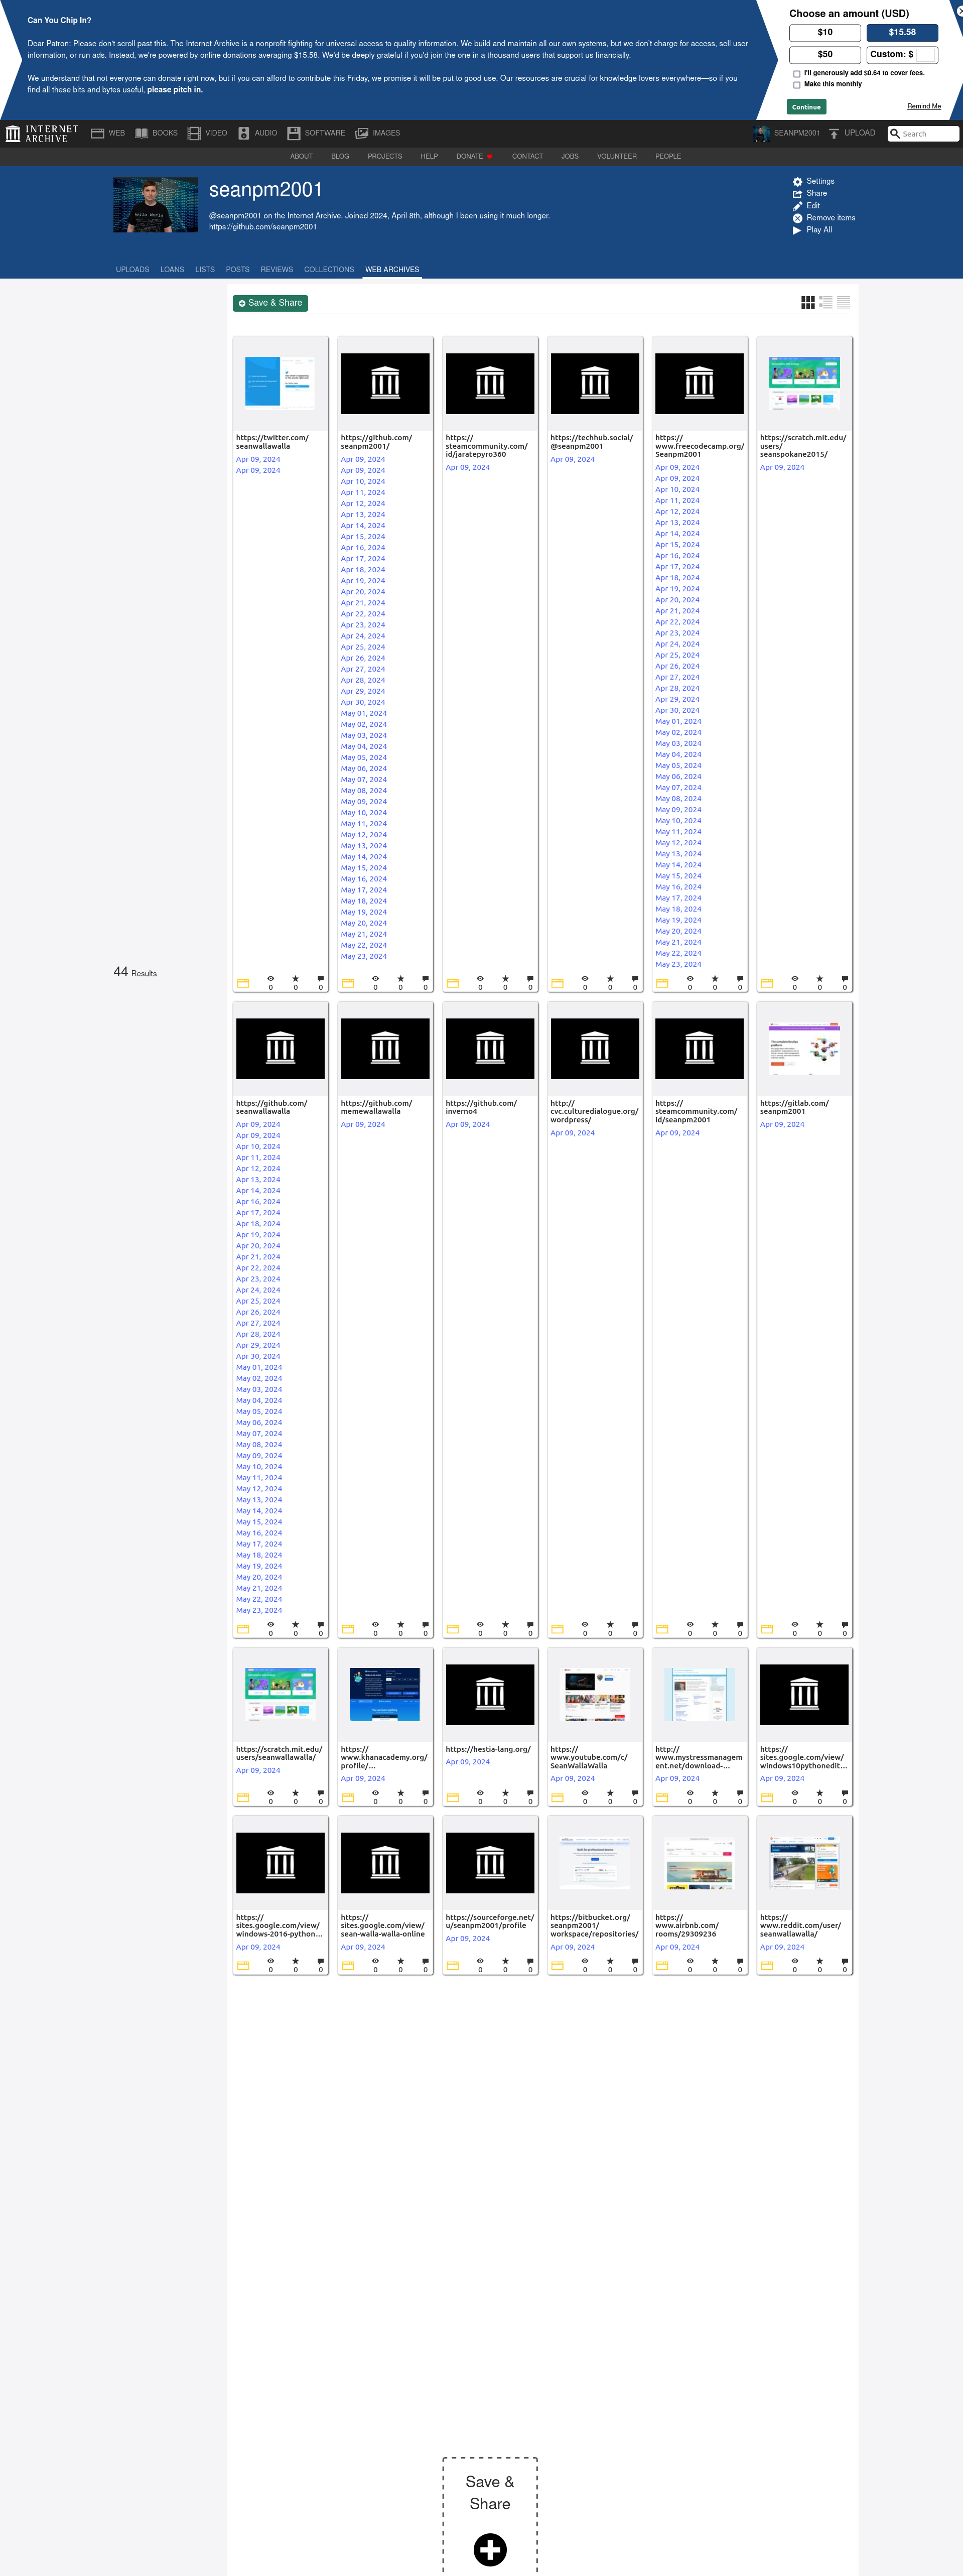 Can You Chip In?
Dear Patron: Please don't scroll past this. The Internet Archive is a nonprofit fighting for universal access to quality information. We build and maintain all our own systems, but we don't charge for access, sell user
information, or run ads. Instead, we're powered by online donations averaging $15.58. We'd be deeply grateful if you'd join the one in a thousand users that support us financially.
We understand that not everyone can donate right now, but if you can afford to contribute this Friday, we promise it will be put to good use. Our resources are crucial for knowledge lovers everywhere—so if you
find all these bits and bytes useful, please pitch in.
Choose an amount (USD)
$10
$15.58
$50
Custom: $
I'll generously add $0.64 to cover fees.
Make this monthly
Continue
Remind Me
INTERNET
ARCHIVE
WEB
BOOKS
VIDEO
AUDIO
SOFTWARE
IMAGES
SEANPM2001
UPLOAD
Search
ABOUT
BLOG
PROJECTS
HELP
DONATE
CONTACT
JOBS
VOLUNTEER
PEOPLE
seanpm2001
@seanpm2001 on the Internet Archive. Joined 2024, April 8th, although I been using it much longer.
https://github.com/seanpm2001
Settings
Share
Edit
Remove items
Play All
UPLOADS
LOANS
LISTS
POSTS
REVIEWS
COLLECTIONS
WEB ARCHIVES
44 Results
Save & Share
https://twitter.com/
seanwallawalla
Apr 09, 2024
Apr 09, 2024
https://github.com/
seanpm2001/
Apr 09, 2024
Apr 09, 2024
Apr 10, 2024
Apr 11, 2024
Apr 12, 2024
Apr 13, 2024
Apr 14, 2024
Apr 15, 2024
Apr 16, 2024
Apr 17, 2024
Apr 18, 2024
Apr 19, 2024
Apr 20, 2024
Apr 21, 2024
Apr 22, 2024
Apr 23, 2024
Apr 24, 2024
Apr 25, 2024
Apr 26, 2024
Apr 27, 2024
Apr 28, 2024
Apr 29, 2024
Apr 30, 2024
May 01, 2024
May 02, 2024
May 03, 2024
May 04, 2024
May 05, 2024
May 06, 2024
May 07, 2024
May 08, 2024
May 09, 2024
May 10, 2024
May 11, 2024
May 12, 2024
May 13, 2024
May 14, 2024
May 15, 2024
May 16, 2024
May 17, 2024
May 18, 2024
May 19, 2024
May 20, 2024
May 21, 2024
May 22, 2024
May 23, 2024
https://
steamcommunity.com/
id/jaratepyro360
Apr 09, 2024
https://techhub.social/
@seanpm2001
Apr 09, 2024
https://
www.freecodecamp.org/
Seanpm2001
Apr 09, 2024
Apr 09, 2024
Apr 10, 2024
Apr 11, 2024
Apr 12, 2024
Apr 13, 2024
Apr 14, 2024
Apr 15, 2024
Apr 16, 2024
Apr 17, 2024
Apr 18, 2024
Apr 19, 2024
Apr 20, 2024
Apr 21, 2024
Apr 22, 2024
Apr 23, 2024
Apr 24, 2024
Apr 25, 2024
Apr 26, 2024
Apr 27, 2024
Apr 28, 2024
Apr 29, 2024
Apr 30, 2024
May 01, 2024
May 02, 2024
May 03, 2024
May 04, 2024
May 05, 2024
May 06, 2024
May 07, 2024
May 08, 2024
May 09, 2024
May 10, 2024
May 11, 2024
May 12, 2024
May 13, 2024
May 14, 2024
May 15, 2024
May 16, 2024
May 17, 2024
May 18, 2024
May 19, 2024
May 20, 2024
May 21, 2024
May 22, 2024
May 23, 2024
https://scratch.mit.edu/
users/
seanspokane2015/
Apr 09, 2024
0 0 0
0 0 0
0 0 0
0 0 0
0 0 0
0 0 0
https://github.com/
seanwallawalla
Apr 09, 2024
Apr 09, 2024
Apr 10, 2024
Apr 11, 2024
Apr 12, 2024
Apr 13, 2024
Apr 14, 2024
Apr 16, 2024
Apr 17, 2024
Apr 18, 2024
Apr 19, 2024
Apr 20, 2024
Apr 21, 2024
Apr 22, 2024
Apr 23, 2024
Apr 24, 2024
Apr 25, 2024
Apr 26, 2024
Apr 27, 2024
Apr 28, 2024
Apr 29, 2024
Apr 30, 2024
May 01, 2024
May 02, 2024
May 03, 2024
May 04, 2024
May 05, 2024
May 06, 2024
May 07, 2024
May 08, 2024
May 09, 2024
May 10, 2024
May 11, 2024
May 12, 2024
May 13, 2024
May 14, 2024
May 15, 2024
May 16, 2024
May 17, 2024
May 18, 2024
May 19, 2024
May 20, 2024
May 21, 2024
May 22, 2024
May 23, 2024
https://github.com/
memewallawalla
Apr 09, 2024
https://github.com/
inverno4
Apr 09, 2024
http://
cvc.culturedialogue.org/
wordpress/
Apr 09, 2024
https://
steamcommunity.com/
id/seanpm2001
Apr 09, 2024
https://gitlab.com/
seanpm2001
Apr 09, 2024
0 0 0
0 0 0
0 0 0
0 0 0
0 0 0
0 0 0
https://scratch.mit.edu/
users/seanwallawalla/
Apr 09, 2024
https://
www.khanacademy.org/
profile/...
Apr 09, 2024
https://hestia-lang.org/
Apr 09, 2024
https://
www.youtube.com/c/
SeanWallaWalla
Apr 09, 2024
http://
www.mystressmanagem
ent.net/download-...
Apr 09, 2024
https://
sites.google.com/view/
windows10pythonedit...
Apr 09, 2024
0 0 0
0 0 0
0 0 0
0 0 0
0 0 0
0 0 0
https://
sites.google.com/view/
windows-2016-python...
Apr 09, 2024
https://
sites.google.com/view/
sean-walla-walla-online
Apr 09, 2024
https://sourceforge.net/
u/seanpm2001/profile
Apr 09, 2024
https://bitbucket.org/
seanpm2001/
workspace/repositories/
Apr 09, 2024
https://
www.airbnb.com/
rooms/29309236
Apr 09, 2024
https://
www.reddit.com/user/
seanwallawalla/
Apr 09, 2024
0 0 0
0 0 0
0 0 0
0 0 0
0 0 0
0 0 0
Save &
Share